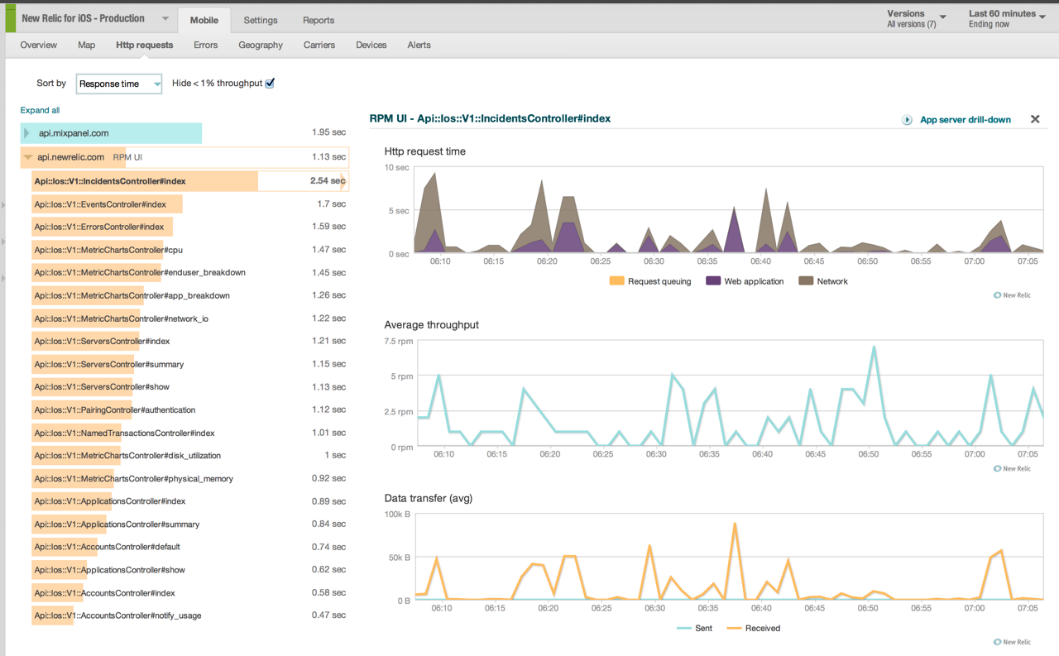 New Relic for iOS - Production
Mobile
Settings
Reports
Versions
All versions (7)
Last 60 minutes
Ending now
Overview
Map
Http requests
Errors
Geography
Carriers
Devices
Alerts
Sort by
Response time
Hide < 1% throughput
Expand all
api.mixpanel.com 1.95 sec
api.newrelic.com RPM UI 1.13 sec
Api::Ios::V1::IncidentsController#index 2.54 sec
Api::Ios::V1::EventsController#index 1.7 sec
Api::Ios::V1::ErrorsController#index 1.59 sec
Api::Ios::V1::MetricChartsController#cpu 1.47 sec
Api::Ios::V1::MetricChartsController#enduser_breakdown 1.45 sec
Api::Ios::V1::MetricChartsController#app_breakdown 1.26 sec
Api::Ios::V1::MetricChartsController#network_io 1.22 sec
Api::Ios::V1::ServersController#index 1.21 sec
Api::Ios::V1::ServersController#summary 1.15 sec
Api::Ios::V1::ServersController#show 1.13 sec
Api::Ios::V1::PairingController#authentication 1.12 sec
Api::Ios::V1::NamedTransactionsController#index 1.01 sec
Api::Ios::V1::MetricChartsController#disk_utilization 1 sec
Api::Ios::V1::MetricChartsController#physical_memory 0.92 sec
Api::Ios::V1::ApplicationsController#index 0.89 sec
Api::Ios::V1::ApplicationsController#summary 0.84 sec
Api::Ios::V1::AccountsController#default 0.74 sec
Api::Ios::V1::ApplicationsController#show 0.62 sec
Api::Ios::V1::AccountsController#index 0.58 sec
Api::Ios::V1::AccountsController#notify_usage 0.47 sec
RPM UI - Api::Ios::V1::IncidentsController#index
App server drill-down
Http request time
10 sec
5 sec
0 sec
06:10 06:15 06:20 06:25 06:30 06:35 06:40 06:45 06:50 06:55 07:00 07:05
Request queuing Web application Network
New Relic
Average throughput
7.5 rpm
5 rpm
2.5 rpm
0 rpm
06:10 06:15 06:20 06:25 06:30 06:35 06:40 06:45 06:50 06:55 07:00 07:05
New Relic
Data transfer (avg)
100k B
50k B
0 B
06:10 06:15 06:20 06:25 06:30 06:35 06:40 06:45 06:50 06:55 07:00 07:05
Sent Received
New Relic